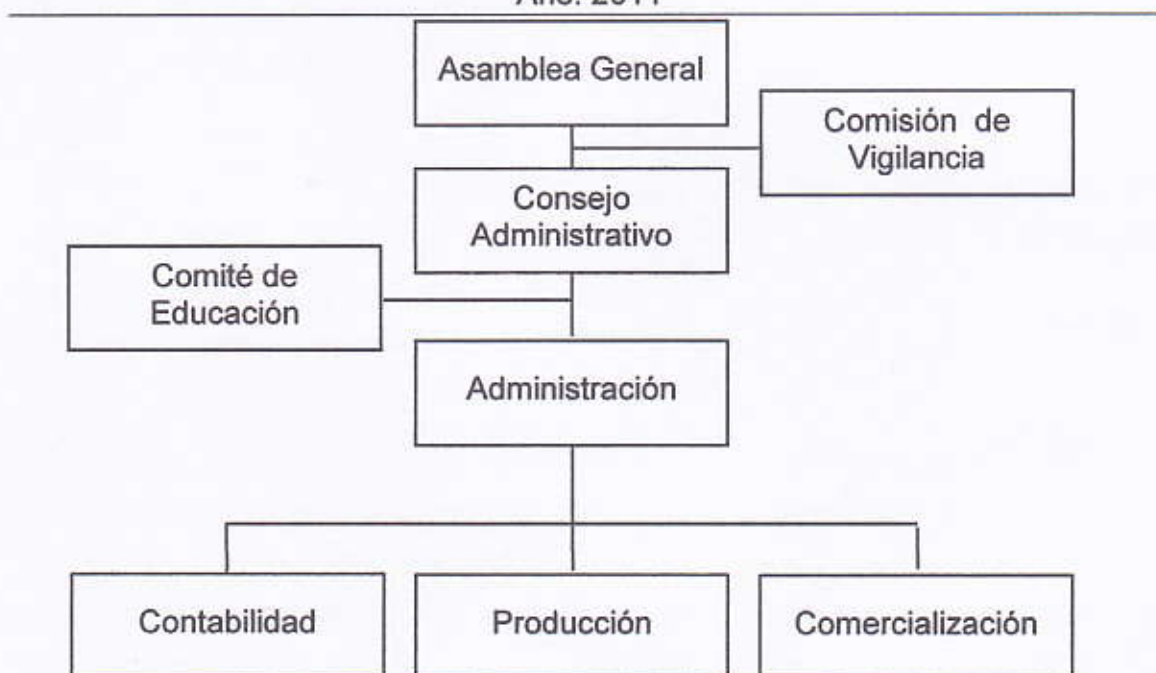 Asamblea General
Comisión de
Vigilancia
Consejo
Administrativo
Comité de
Educación
Administración
Contabilidad
Producción
Comercialización